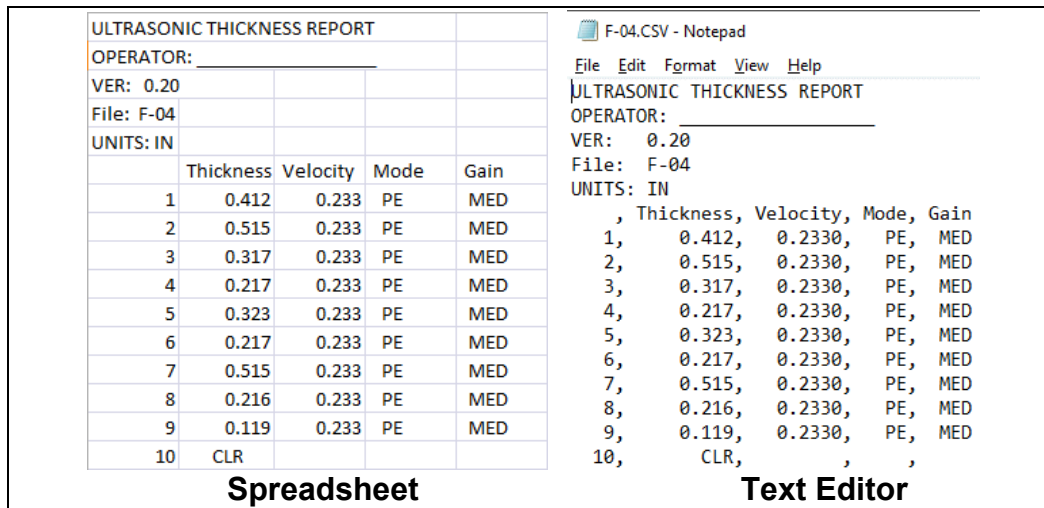 ULTRASONIC THICKNESS REPORT
OPERATOR: ____________________
VER: 0.20
File: F-04
UNITS: IN
Thickness Velocity Mode Gain
1 0.412 0.233 PE MED
2 0.515 0.233 PE MED
3 0.317 0.233 PE MED
4 0.217 0.233 PE MED
5 0.323 0.233 PE MED
6 0.217 0.233 PE MED
7 0.515 0.233 PE MED
8 0.216 0.233 PE MED
9 0.119 0.233 PE MED
10 CLR
Spreadsheet
F-04.CSV - Notepad
File Edit Format View Help
ULTRASONIC THICKNESS REPORT
OPERATOR: ____________________
VER: 0.20
File: F-04
UNITS: IN
, Thickness, Velocity, Mode, Gain
1, 0.412, 0.2330, PE, MED
2, 0.515, 0.2330, PE, MED
3, 0.317, 0.2330, PE, MED
4, 0.217, 0.2330, PE, MED
5, 0.323, 0.2330, PE, MED
6, 0.217, 0.2330, PE, MED
7, 0.515, 0.2330, PE, MED
8, 0.216, 0.2330, PE, MED
9, 0.119, 0.2330, PE, MED
10, CLR, , ,
Text Editor